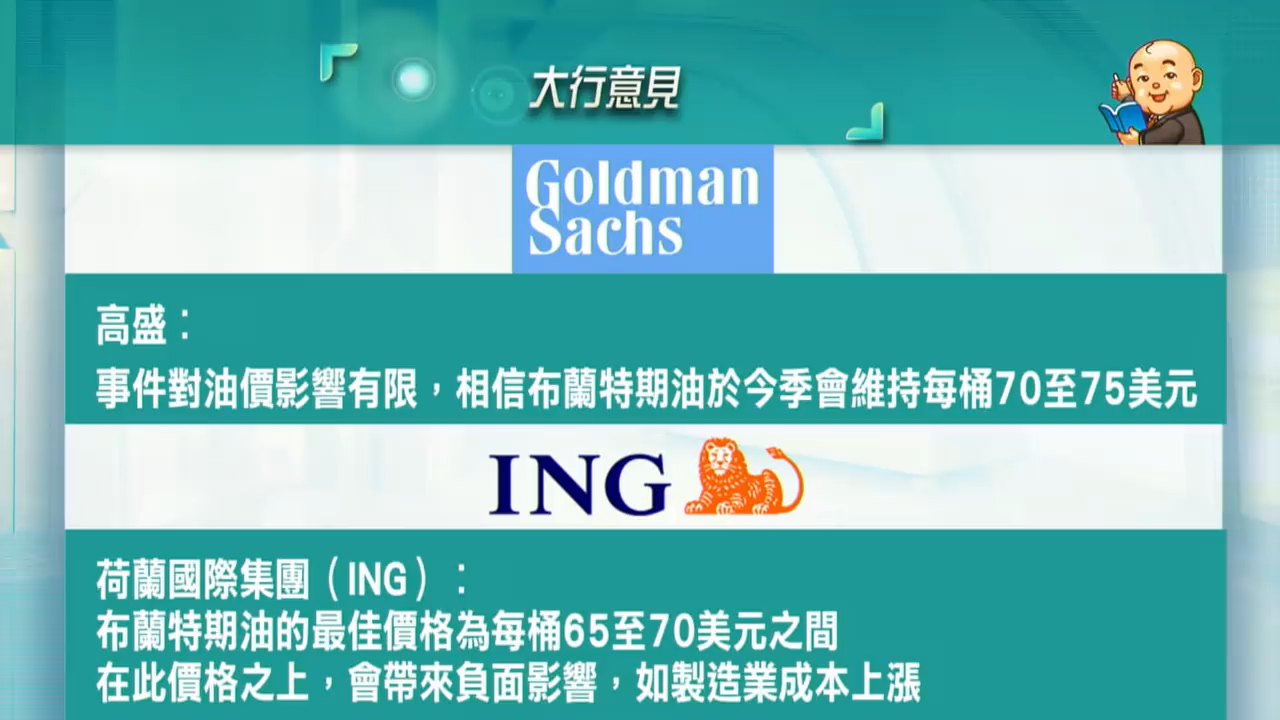 大行意見
Goldman
Sachs
高盛：
事件對油價影響有限，相信布蘭特期油於今季會維持每桶70至75美元
ING
荷蘭國際集團（ING）：
布蘭特期油的最佳價格為每桶65至70美元之間
在此價格之上，會帶來負面影響，如製造業成本上漲